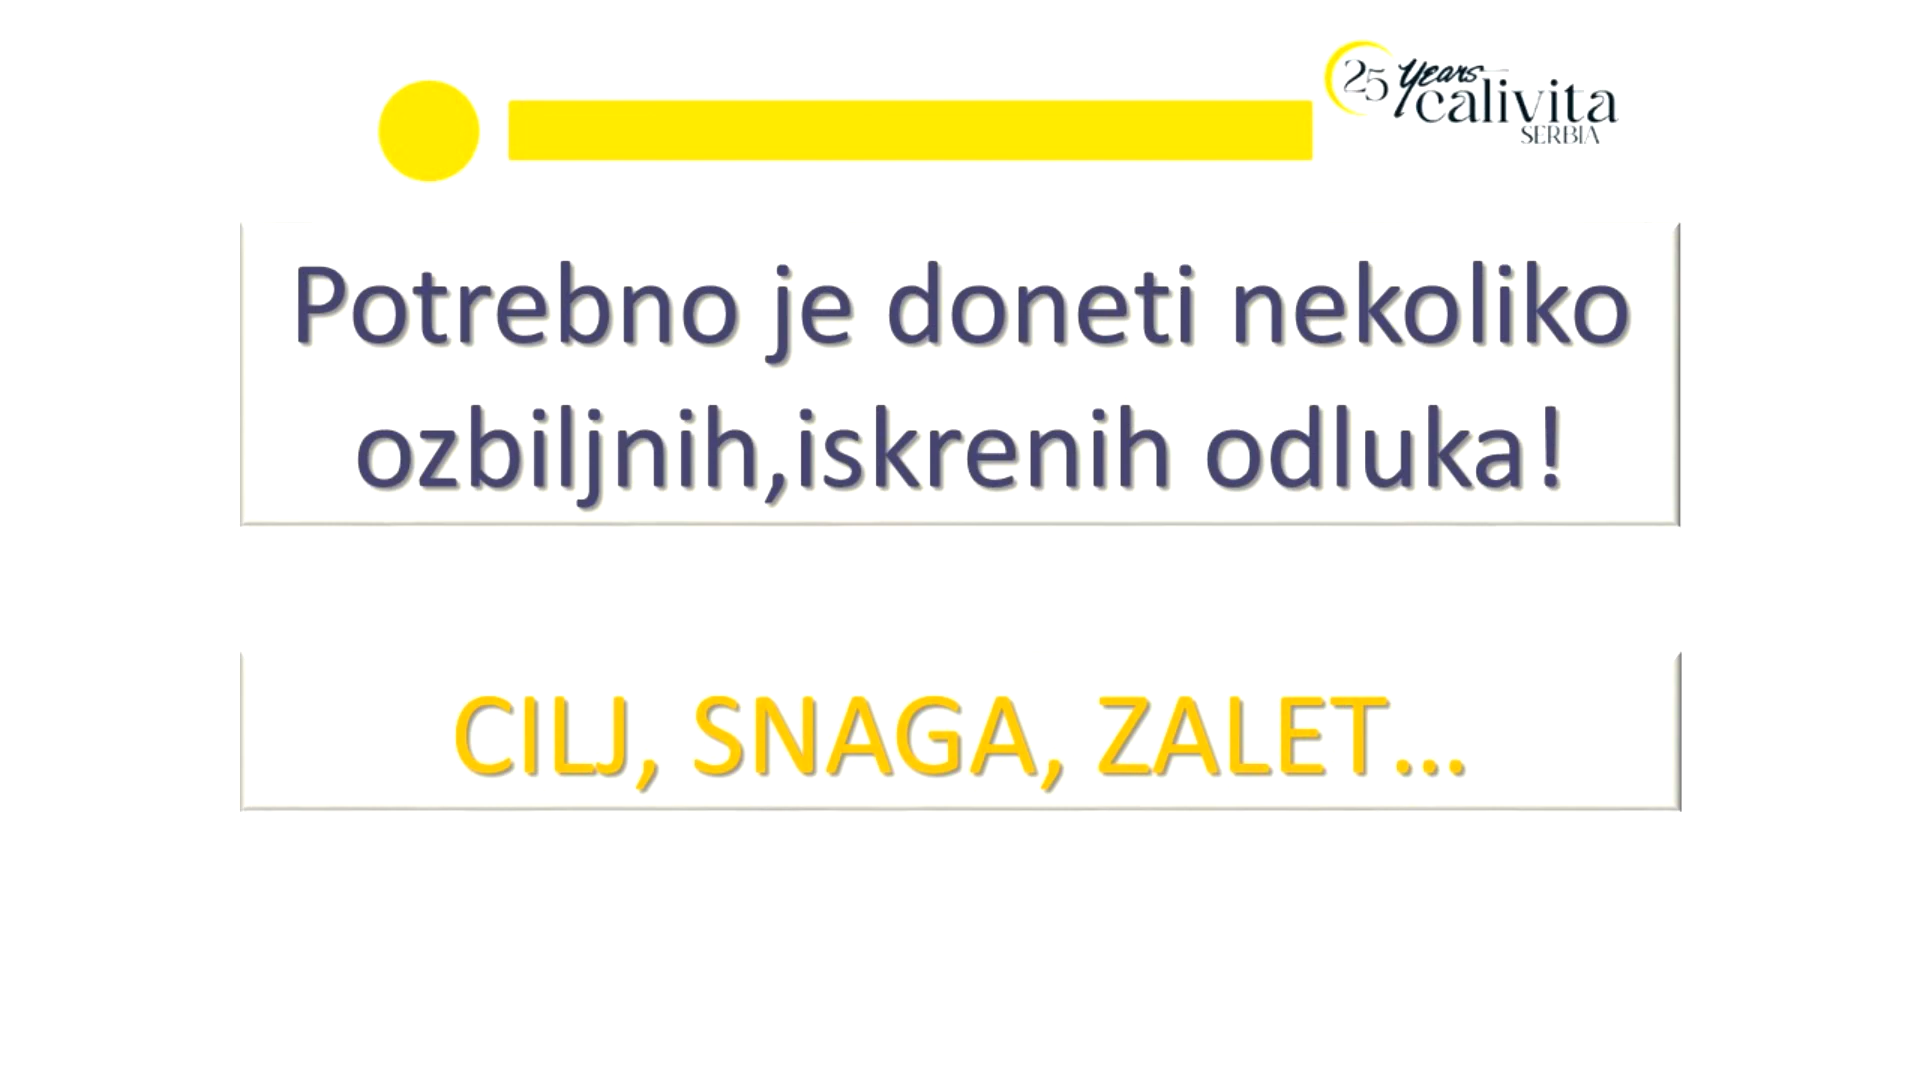 25 Years
calivita
SERBIA
Potrebno je doneti nekoliko
ozbiljnih,iskrenih odluka!
CILJ, SNAGA, ZALET...